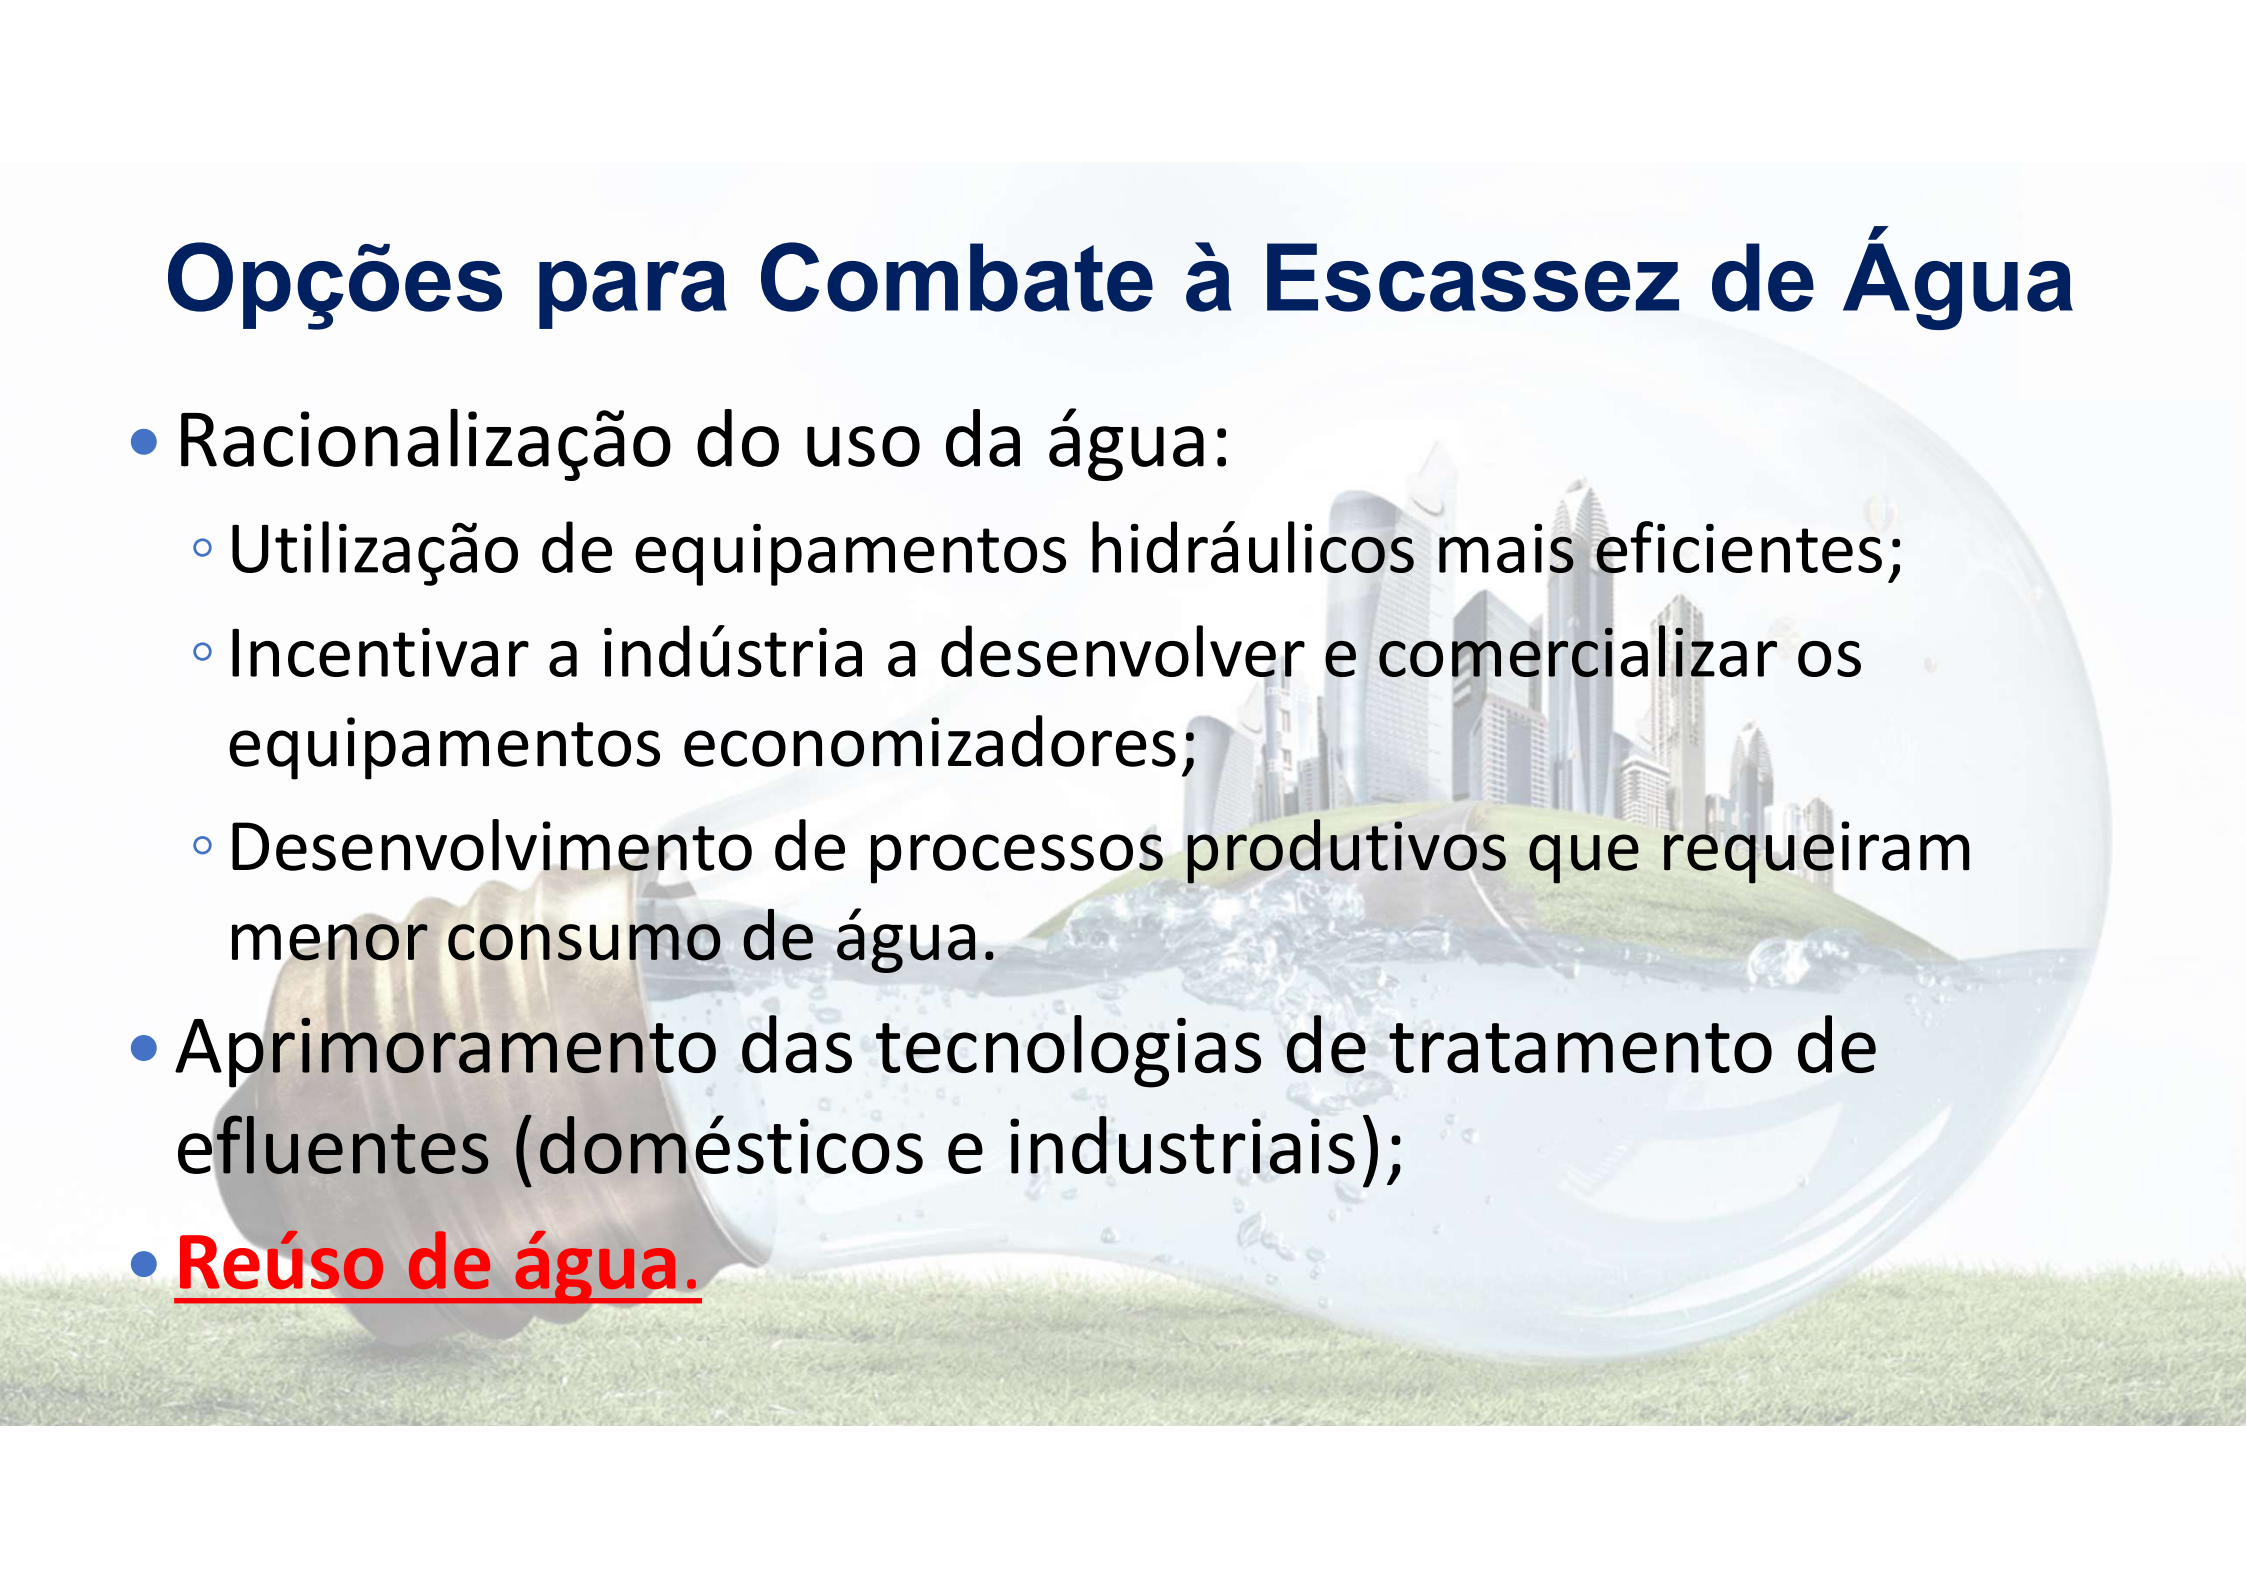 Opções para Combate à Escassez de Água
• Racionalização do uso da água:
◦ Utilização de equipamentos hidráulicos mais eficientes;
◦ Incentivar a indústria a desenvolver e comercializar os
equipamentos economizadores;
◦ Desenvolvimento de processos produtivos que requeiram
menor consumo de água.
• Aprimoramento das tecnologias de tratamento de
efluentes (domésticos e industriais);
• Reúso de água.